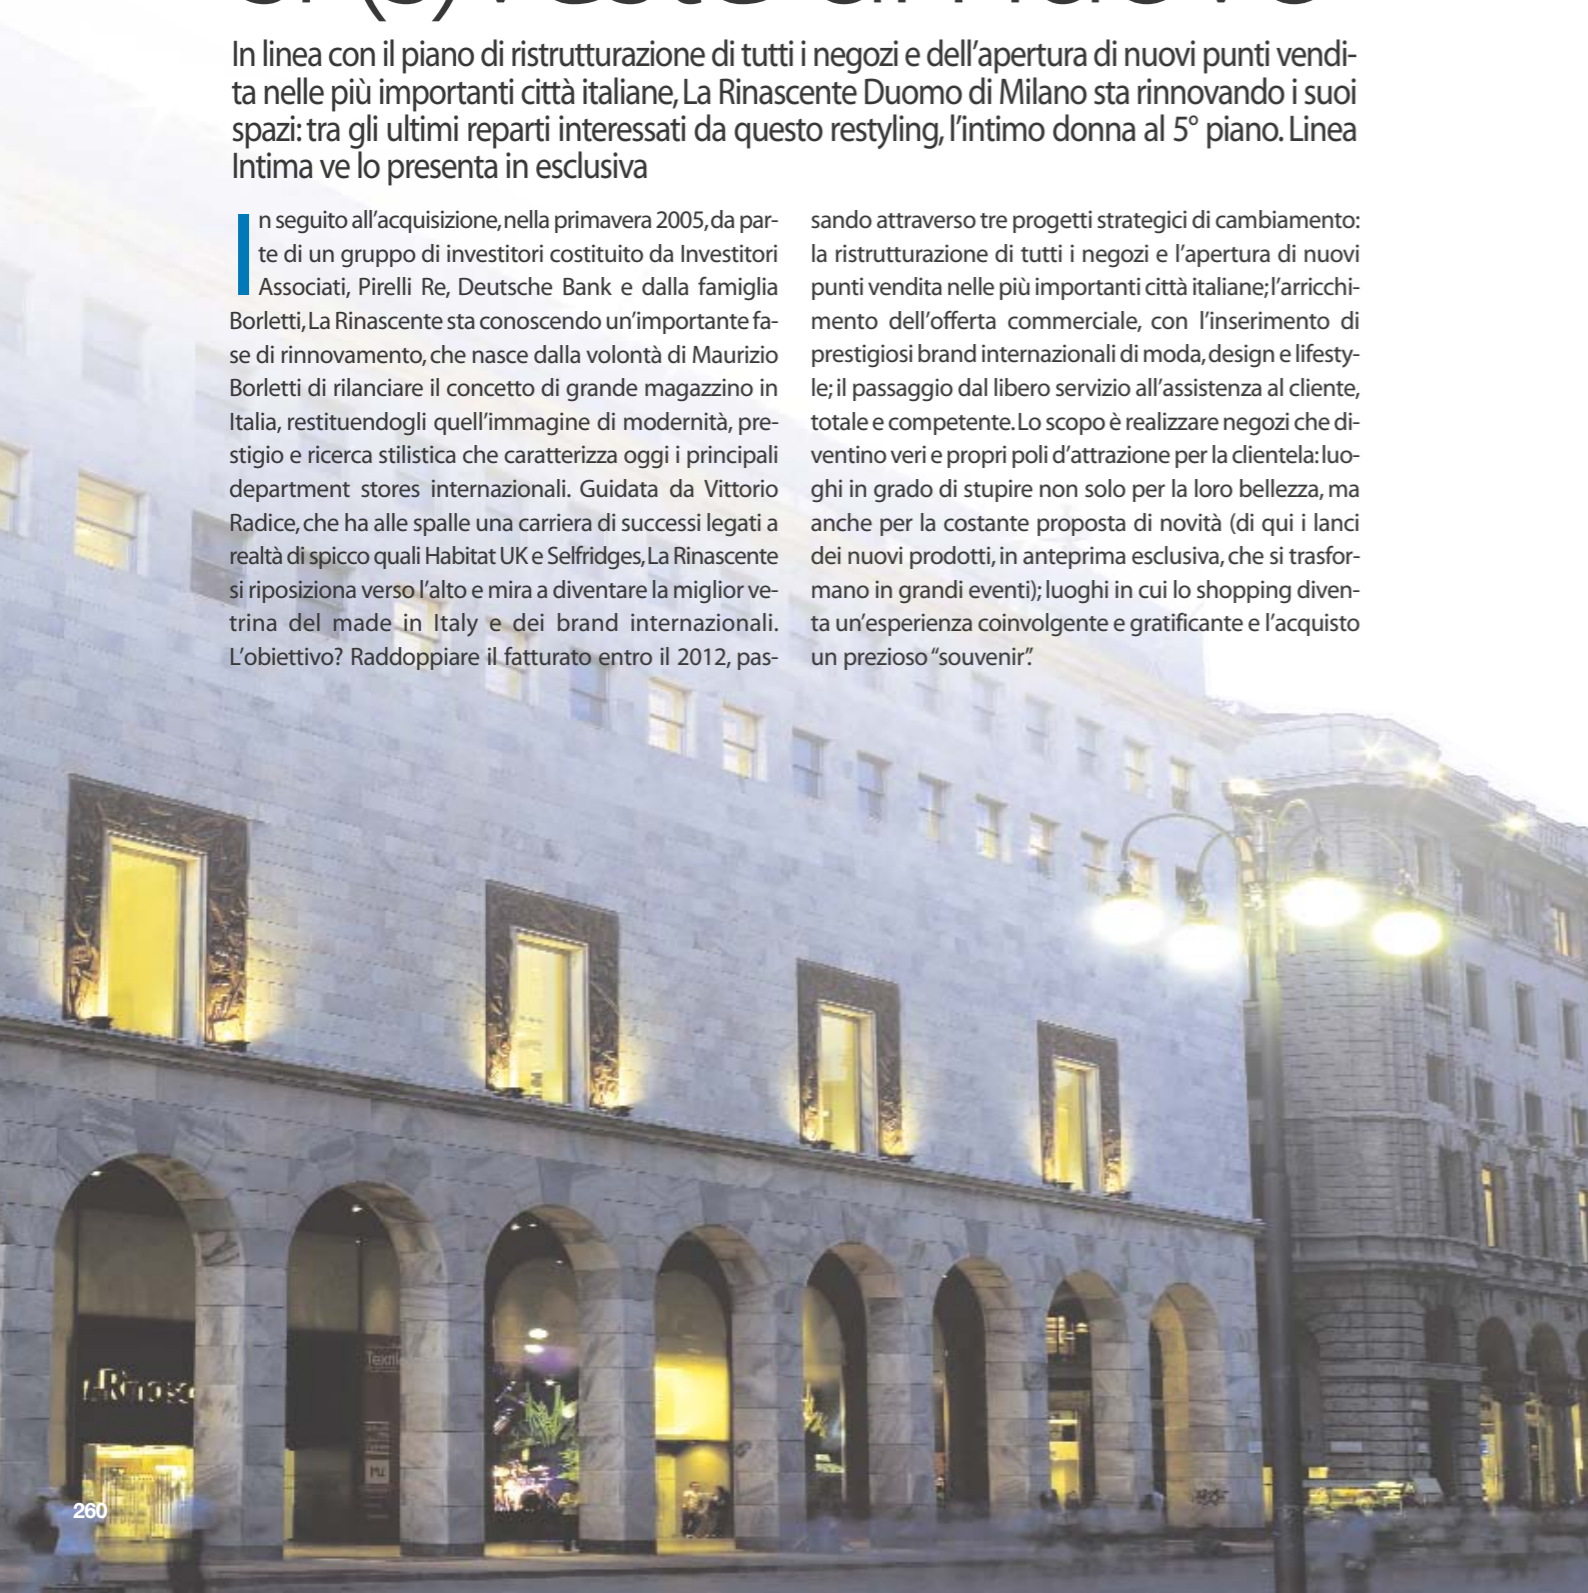 In linea con il piano di ristrutturazione di tutti i negozi e dell'apertura di nuovi punti vendi-
ta nelle più importanti città italiane, La Rinascente Duomo di Milano sta rinnovando i suoi
spazi: tra gli ultimi reparti interessati da questo restyling, l'intimo donna al 5° piano. Linea
Intima ve lo presenta in esclusiva
In seguito all'acquisizione, nella primavera 2005, da par-
te di un gruppo di investitori costituito da Investitori
Associati, Pirelli Re, Deutsche Bank e dalla famiglia
Borletti, La Rinascente sta conoscendo un'importante fa-
se di rinnovamento, che nasce dalla volontà di Maurizio
Borletti di rilanciare il concetto di grande magazzino in
Italia, restituendogli quell'immagine di modernità, pre-
stigio e ricerca stilistica che caratterizza oggi i principali
department stores internazionali. Guidata da Vittorio
Radice, che ha alle spalle una carriera di successi legati a
realtà di spicco quali Habitat UK e Selfridges, La Rinascente
si riposiziona verso l'alto e mira a diventare la miglior ve-
trina del made in Italy e dei brand internazionali.
L'obiettivo? Raddoppiare il fatturato entro il 2012, pas-
sando attraverso tre progetti strategici di cambiamento:
la ristrutturazione di tutti i negozi e l'apertura di nuovi
punti vendita nelle più importanti città italiane; l'arricchi-
mento dell'offerta commerciale, con l'inserimento di
prestigiosi brand internazionali di moda, design e lifesty-
le; il passaggio dal libero servizio all'assistenza al cliente,
totale e competente. Lo scopo è realizzare negozi che di-
ventino veri e propri poli d'attrazione per la clientela: luo-
ghi in grado di stupire non solo per la loro bellezza, ma
anche per la costante proposta di novità (di qui i lanci
dei nuovi prodotti, in anteprima esclusiva, che si trasfor-
mano in grandi eventi); luoghi in cui lo shopping diven-
ta un'esperienza coinvolgente e gratificante e l'acquisto
un prezioso "souvenir".
260